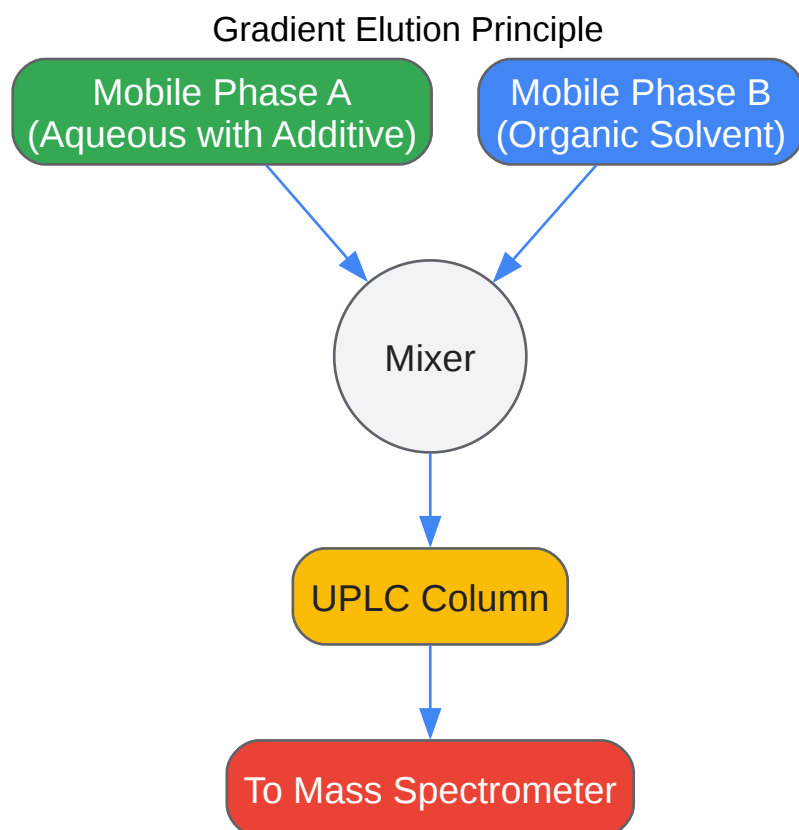 Gradient Elution Principle
Mobile Phase A
(Aqueous with Additive)
Mobile Phase B
(Organic Solvent)
Mixer
UPLC Column
To Mass Spectrometer